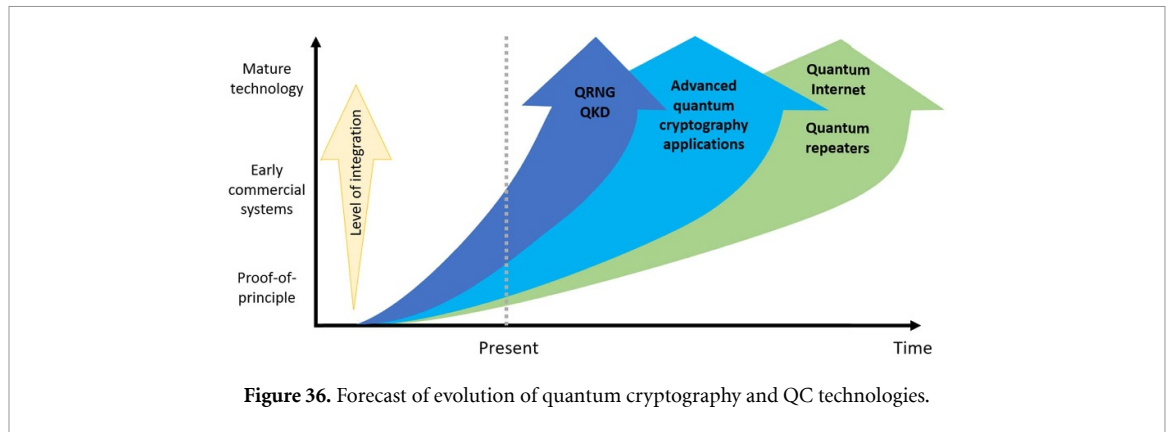 Mature
technology
Early
commercial
systems
Proof-of-
principle
Level of integration
QRNG
QKD
Advanced
quantum
cryptography
applications
Quantum
Internet
Quantum
repeaters
Present
Time
Figure 36. Forecast of evolution of quantum cryptography and QC technologies.